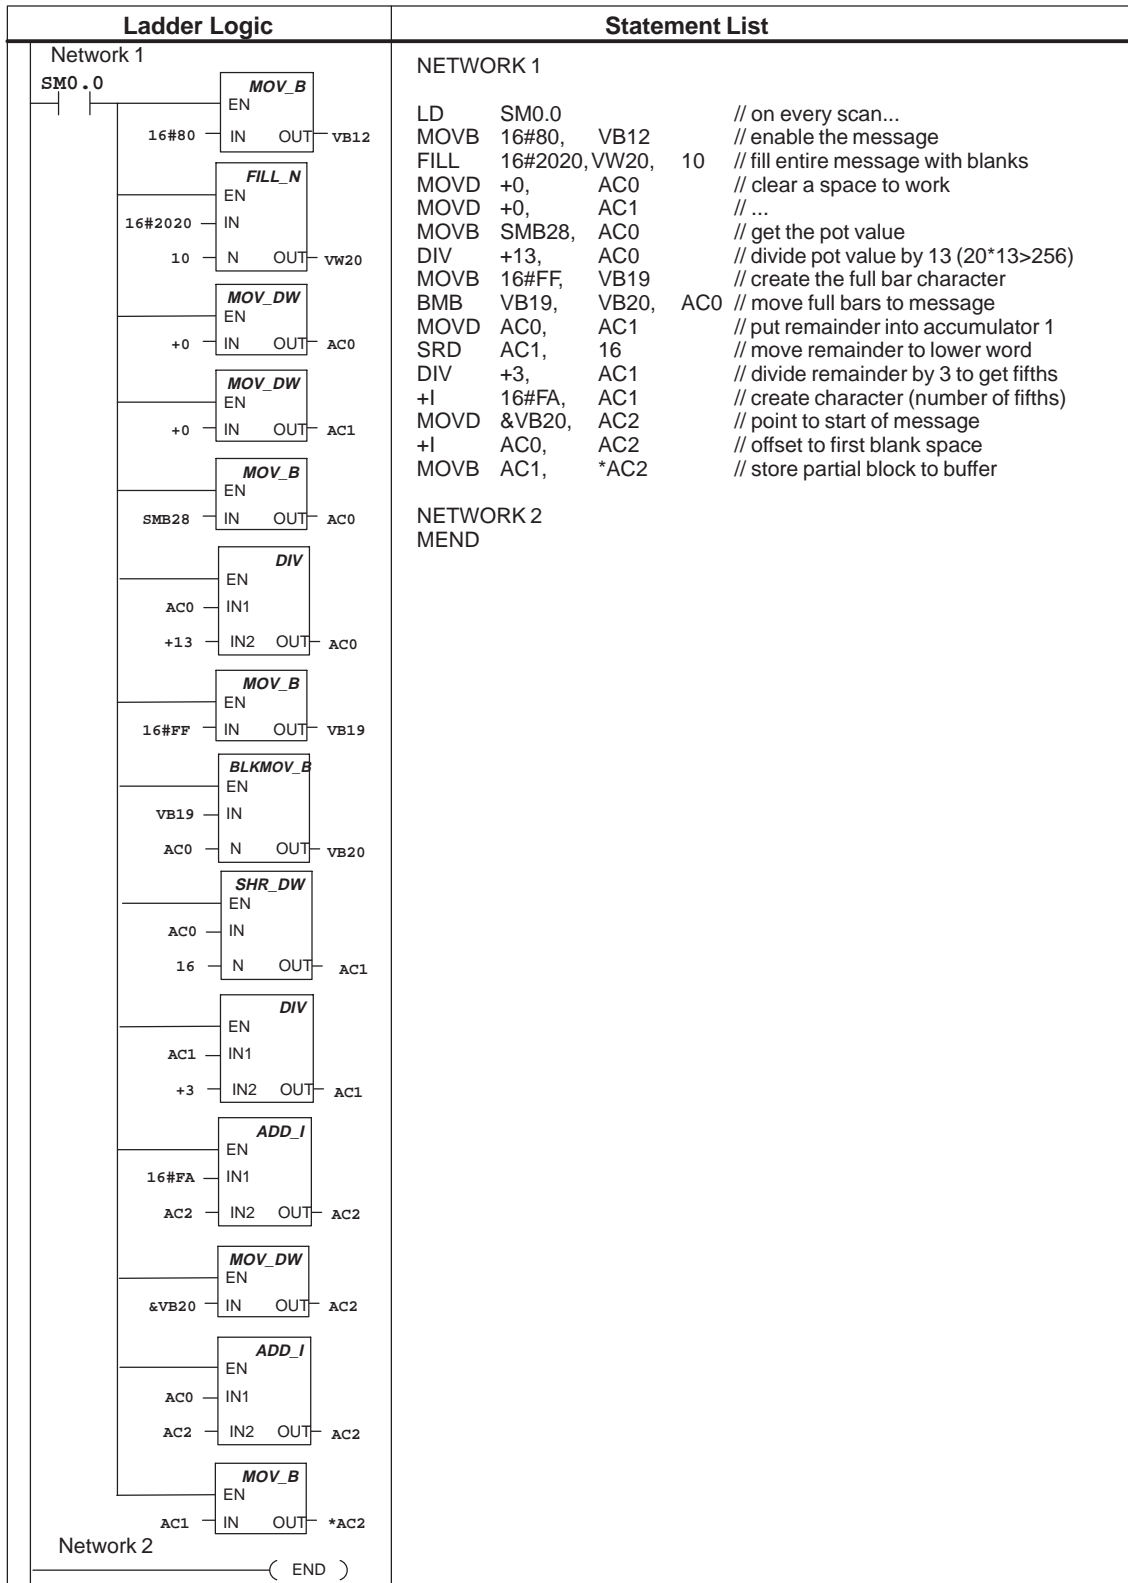 Ladder Logic
Statement List
Network 1
SM0.0
MOV_B
EN
16#80 IN OUT VB12
FILL_N
EN
16#2020 IN
10 N OUT VW20
MOV_DW
EN
+0 IN OUT AC0
MOV_DW
EN
+0 IN OUT AC1
MOV_B
EN
SMB28 IN OUT AC0
DIV
EN
AC0 IN1
+13 IN2 OUT AC0
MOV_B
EN
16#FF IN OUT VB19
BLKMOV_B
EN
VB19 IN
AC0 N OUT VB20
SHR_DW
EN
AC0 IN
16 N OUT AC1
DIV
EN
AC1 IN1
+3 IN2 OUT AC1
ADD_I
EN
16#FA IN1
AC2 IN2 OUT AC2
MOV_DW
EN
&VB20 IN OUT AC2
ADD_I
EN
AC0 IN1
AC2 IN2 OUT AC2
MOV_B
EN
AC1 IN OUT *AC2
Network 2
( END )
NETWORK 1
LD SM0.0 // on every scan...
MOVB 16#80, VB12 // enable the message
FILL 16#2020, VW20, 10 // fill entire message with blanks
MOVD +0, AC0 // clear a space to work
MOVD +0, AC1 // ...
MOVB SMB28, AC0 // get the pot value
DIV +13, AC0 // divide pot value by 13 (20*13>256)
MOVB 16#FF, VB19 // create the full bar character
BMB VB19, VB20, AC0 // move full bars to message
MOVD AC0, AC1 // put remainder into accumulator 1
SRD AC1, 16 // move remainder to lower word
DIV +3, AC1 // divide remainder by 3 to get fifths
+I 16#FA, AC1 // create character (number of fifths)
MOVD &VB20, AC2 // point to start of message
+I AC0, AC2 // offset to first blank space
MOVB AC1, *AC2 // store partial block to buffer
NETWORK 2
MEND